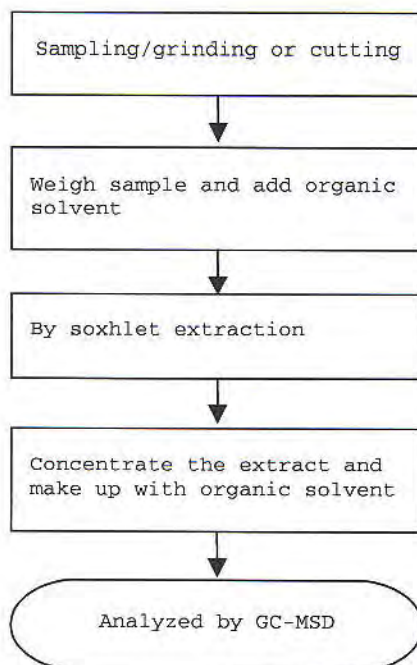 Sampling/grinding or cutting
Weigh sample and add organic
solvent
By soxhlet extraction
Concentrate the extract and
make up with organic solvent
Analyzed by GC-MSD